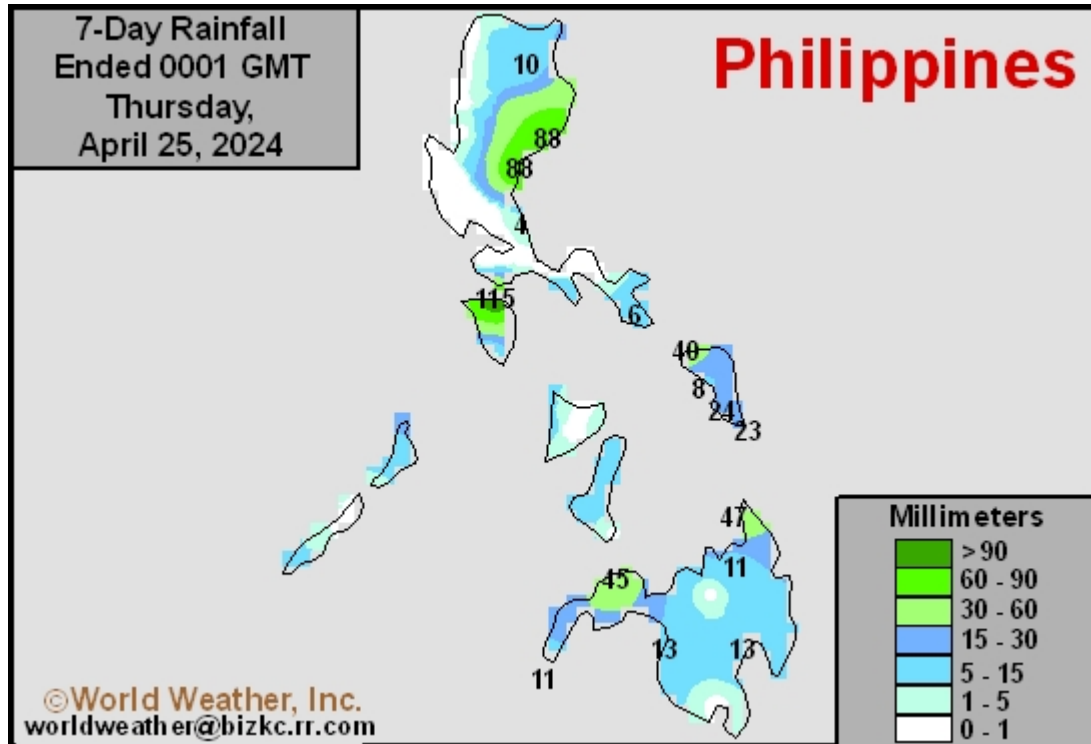 7-Day Rainfall
Ended 0001 GMT
Thursday,
April 25, 2024
Philippines
10
88
88
4
115
6
40
8
24
23
47
11
45
13
13
11
Millimeters
> 90
60 - 90
30 - 60
15 - 30
5 - 15
1 - 5
0 - 1
©World Weather, Inc.
worldweather@bizkc.rr.com